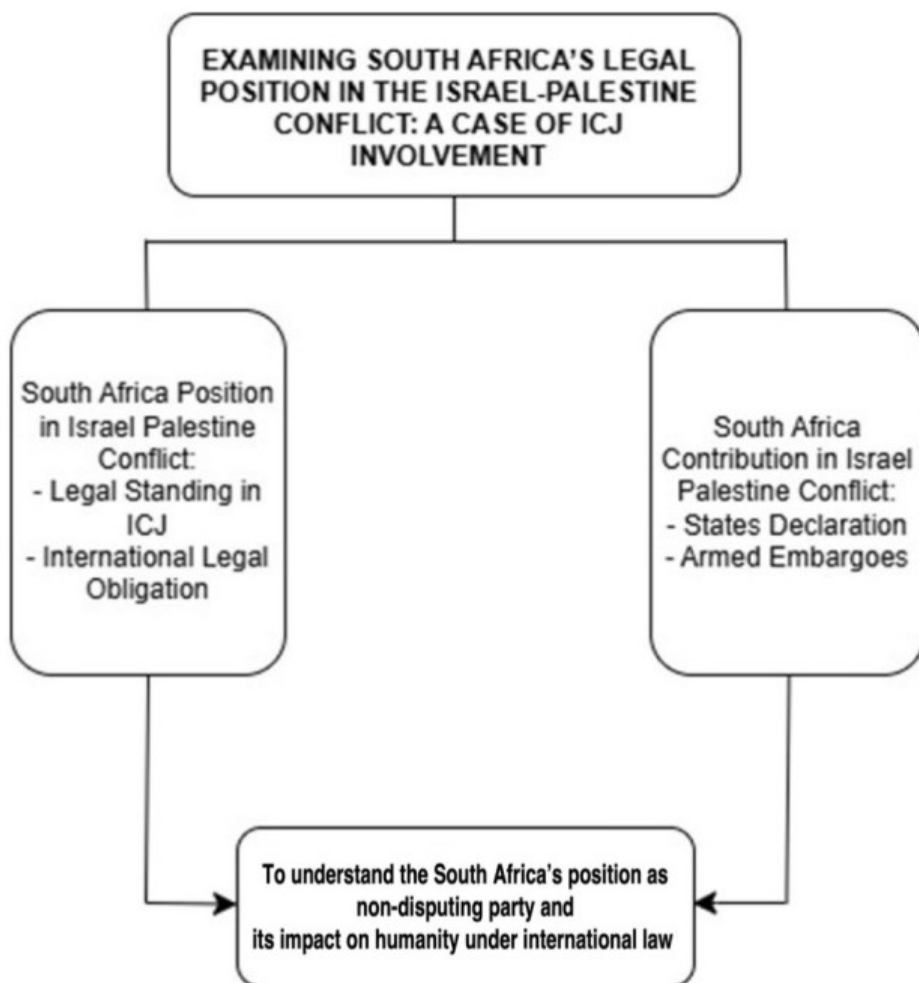 EXAMINING SOUTH AFRICA'S LEGAL
POSITION IN THE ISRAEL-PALESTINE
CONFLICT: A CASE OF ICJ
INVOLVEMENT
South Africa Position
in Israel Palestine
Conflict:
- Legal Standing in
ICJ
- International Legal
Obligation
South Africa
Contribution in Israel
Palestine Conflict:
- States Declaration
- Armed Embargoes
To understand the South Africa's position as
non-disputing party and
its impact on humanity under international law